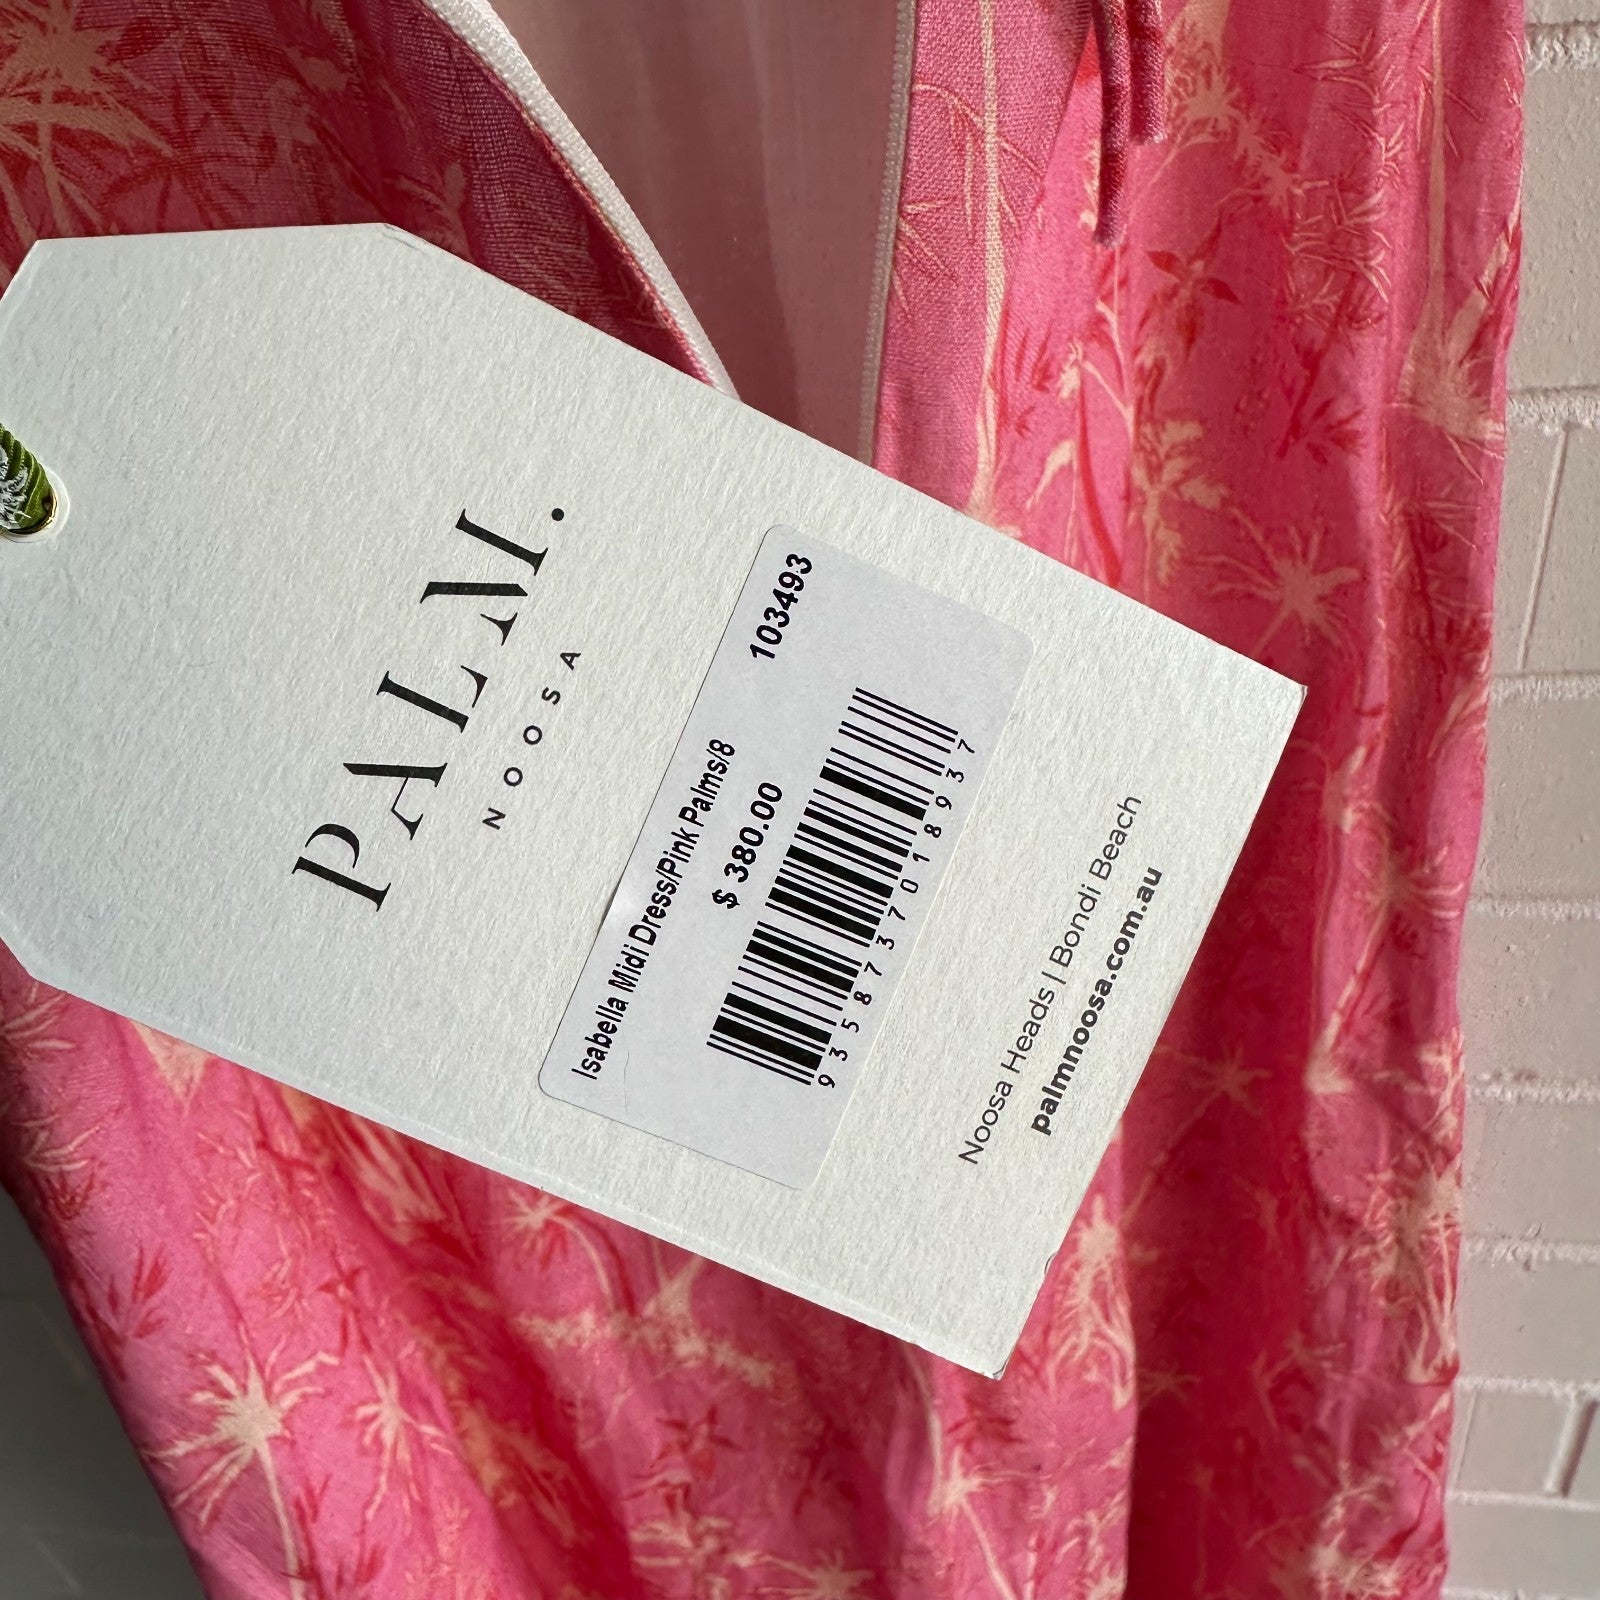 PALM.
NOOSA
103493
Isabella Midi Dress/Pink Palms/8
$ 380.00
9358737018937
Noosa Heads | Bondi Beach
palmnoosa.com.au